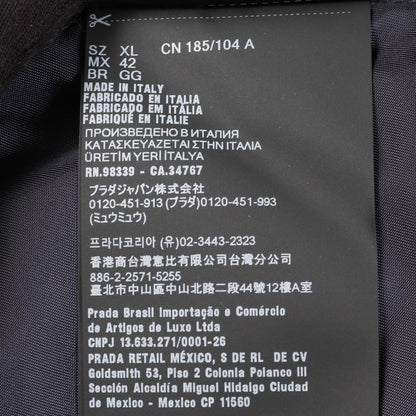 SZ XL CN 185/104 A
MX 42
BR GG
MADE IN ITALY
FABRICADO EN ITALIA
FABRICADO EM ITALIA
FABRIQUÉ EN ITALIE
ПРОИЗВЕДЕНО В ИТАЛИЯ
ΚΑΤΑΣΚΕΥΑΖΕΤΑΙ ΣΤΗΝ ΙΤΑΛΙΑ
ÜRETİM YERİ İTALYA
RN.98339 - CA.34767
プラダジャパン株式会社
0120-451-913 (プラダ) 0120-451-993
(ミュウミュウ)
프라다코리아 (유) 02-3443-2323
香港商台灣意比有限公司台灣分公司
886-2-2571-5255
臺北市中山區中山北路二段44號12樓A室
Prada Brasil Importação e Comércio
de Artigos de Luxo Ltda
CNPJ 13.633.271/0001-26
PRADA RETAIL MÉXICO, S DE RL DE CV
Goldsmith 53, Piso 2 Colonia Polanco III
Sección Alcaldía Miguel Hidalgo Ciudad
de Mexico - Mexico CP 11560